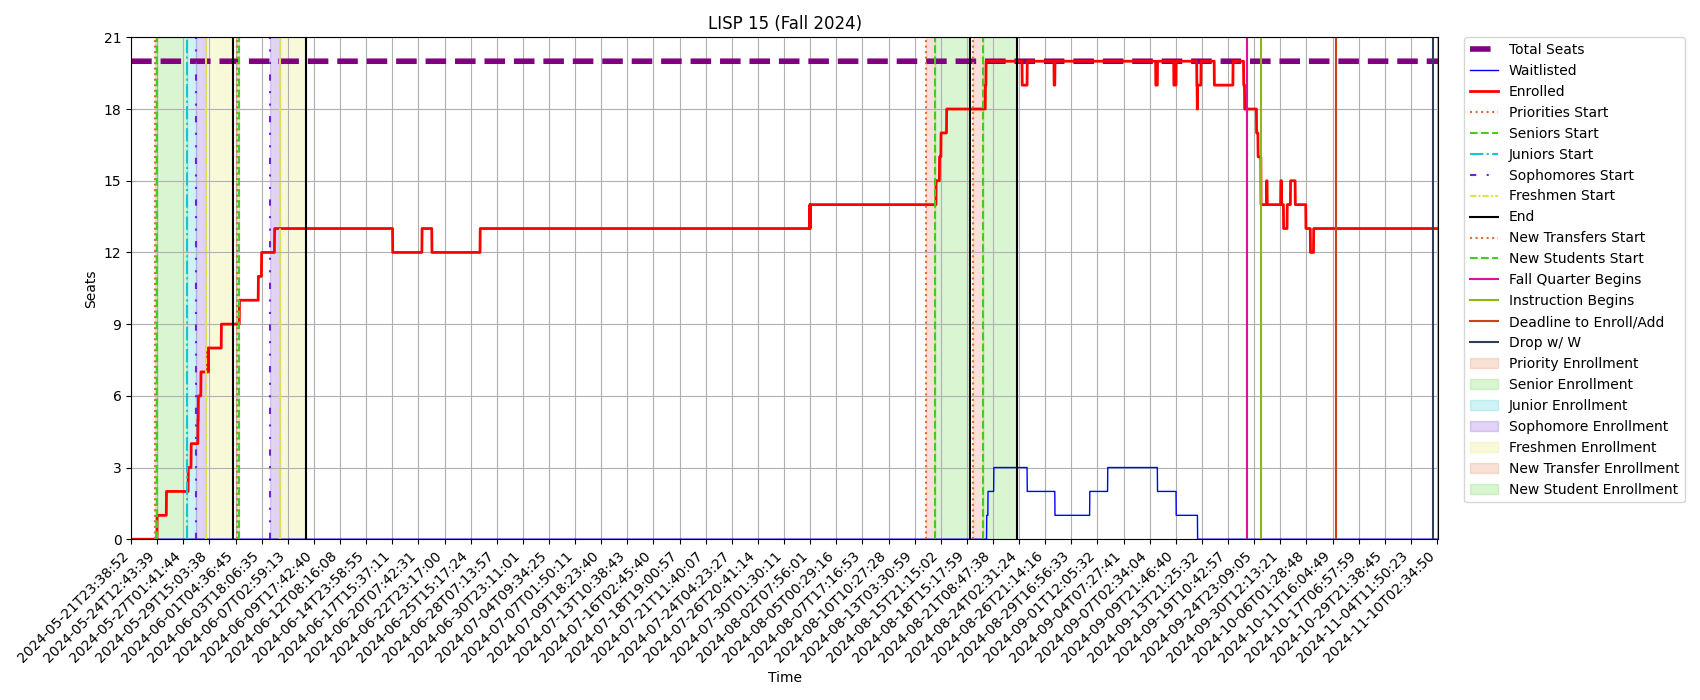 LISP 15 (Fall 2024)
Seats
21
18
15
12
9
6
3
0
2024-05-21T23:38:52
2024-05-24T12:43:39
2024-05-27T01:41:44
2024-05-29T15:03:38
2024-06-01T04:36:45
2024-06-03T18:06:35
2024-06-07T02:59:13
2024-06-09T17:42:40
2024-06-12T08:16:08
2024-06-14T23:58:55
2024-06-17T15:37:11
2024-06-20T07:42:31
2024-06-22T23:17:00
2024-06-25T15:17:24
2024-06-28T07:13:57
2024-06-30T23:11:01
2024-07-04T09:34:25
2024-07-07T01:50:11
2024-07-09T18:23:40
2024-07-13T10:38:43
2024-07-16T02:45:40
2024-07-18T19:00:57
2024-07-21T11:40:07
2024-07-24T04:23:27
2024-07-26T20:41:14
2024-07-30T01:30:11
2024-08-02T07:56:01
2024-08-05T00:29:16
2024-08-07T17:16:53
2024-08-10T10:27:28
2024-08-13T03:30:59
2024-08-15T21:15:02
2024-08-18T15:17:59
2024-08-21T08:47:38
2024-08-24T02:31:24
2024-08-26T21:14:16
2024-08-29T16:56:33
2024-09-01T12:05:32
2024-09-04T07:27:41
2024-09-07T02:34:04
2024-09-09T21:46:40
2024-09-13T21:25:32
2024-09-19T10:42:57
2024-09-24T23:09:05
2024-09-30T12:13:21
2024-10-06T01:28:48
2024-10-11T16:04:49
2024-10-17T06:57:59
2024-10-29T21:38:45
2024-11-04T11:50:23
2024-11-10T02:34:50
Time
Total Seats
Waitlisted
Enrolled
Priorities Start
Seniors Start
Juniors Start
Sophomores Start
Freshmen Start
End
New Transfers Start
New Students Start
Fall Quarter Begins
Instruction Begins
Deadline to Enroll/Add
Drop w/ W
Priority Enrollment
Senior Enrollment
Junior Enrollment
Sophomore Enrollment
Freshmen Enrollment
New Transfer Enrollment
New Student Enrollment